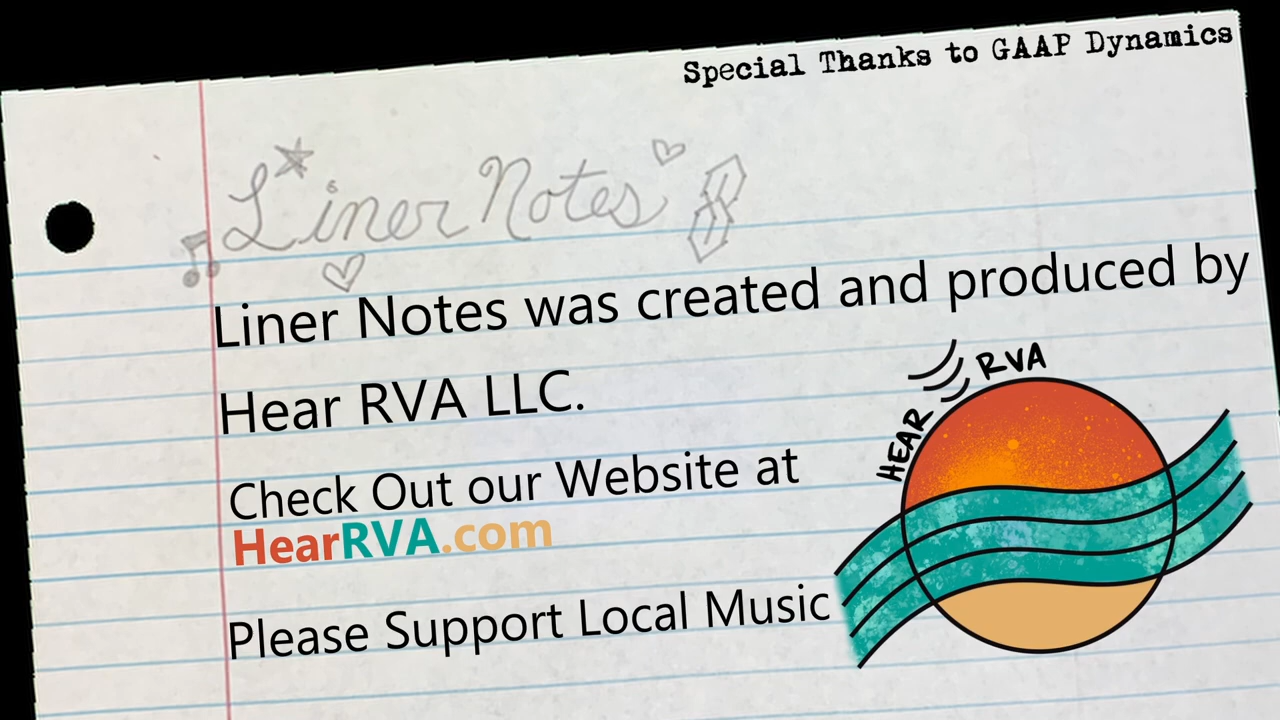 Special Thanks to GAAP Dynamics
Liner Notes
Liner Notes was created and produced by
Hear RVA LLC.
HEAR RVA
Check Out our Website at
HearRVA.com
Please Support Local Music